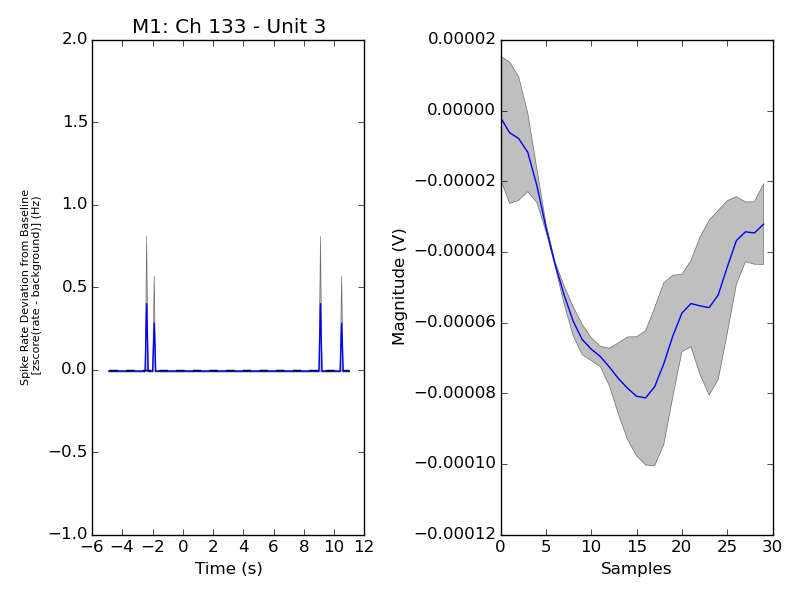 M1: Ch 133 - Unit 3
2.0
1.5
1.0
0.5
0.0
−0.5
−1.0
−6 −4 −2 0 2 4 6 8 10 12
Time (s)
Spike Rate Deviation from Baseline
[zscore(rate - background)] (Hz)
0.00002
0.00000
−0.00002
−0.00004
−0.00006
−0.00008
−0.00010
−0.00012
0 5 10 15 20 25 30
Samples
Magnitude (V)